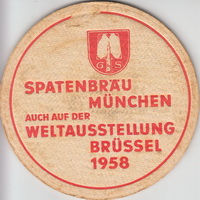 G S
SPATENBRÄU
MÜNCHEN
AUCH AUF DER
WELTAUSSTELLUNG
BRÜSSEL
1958